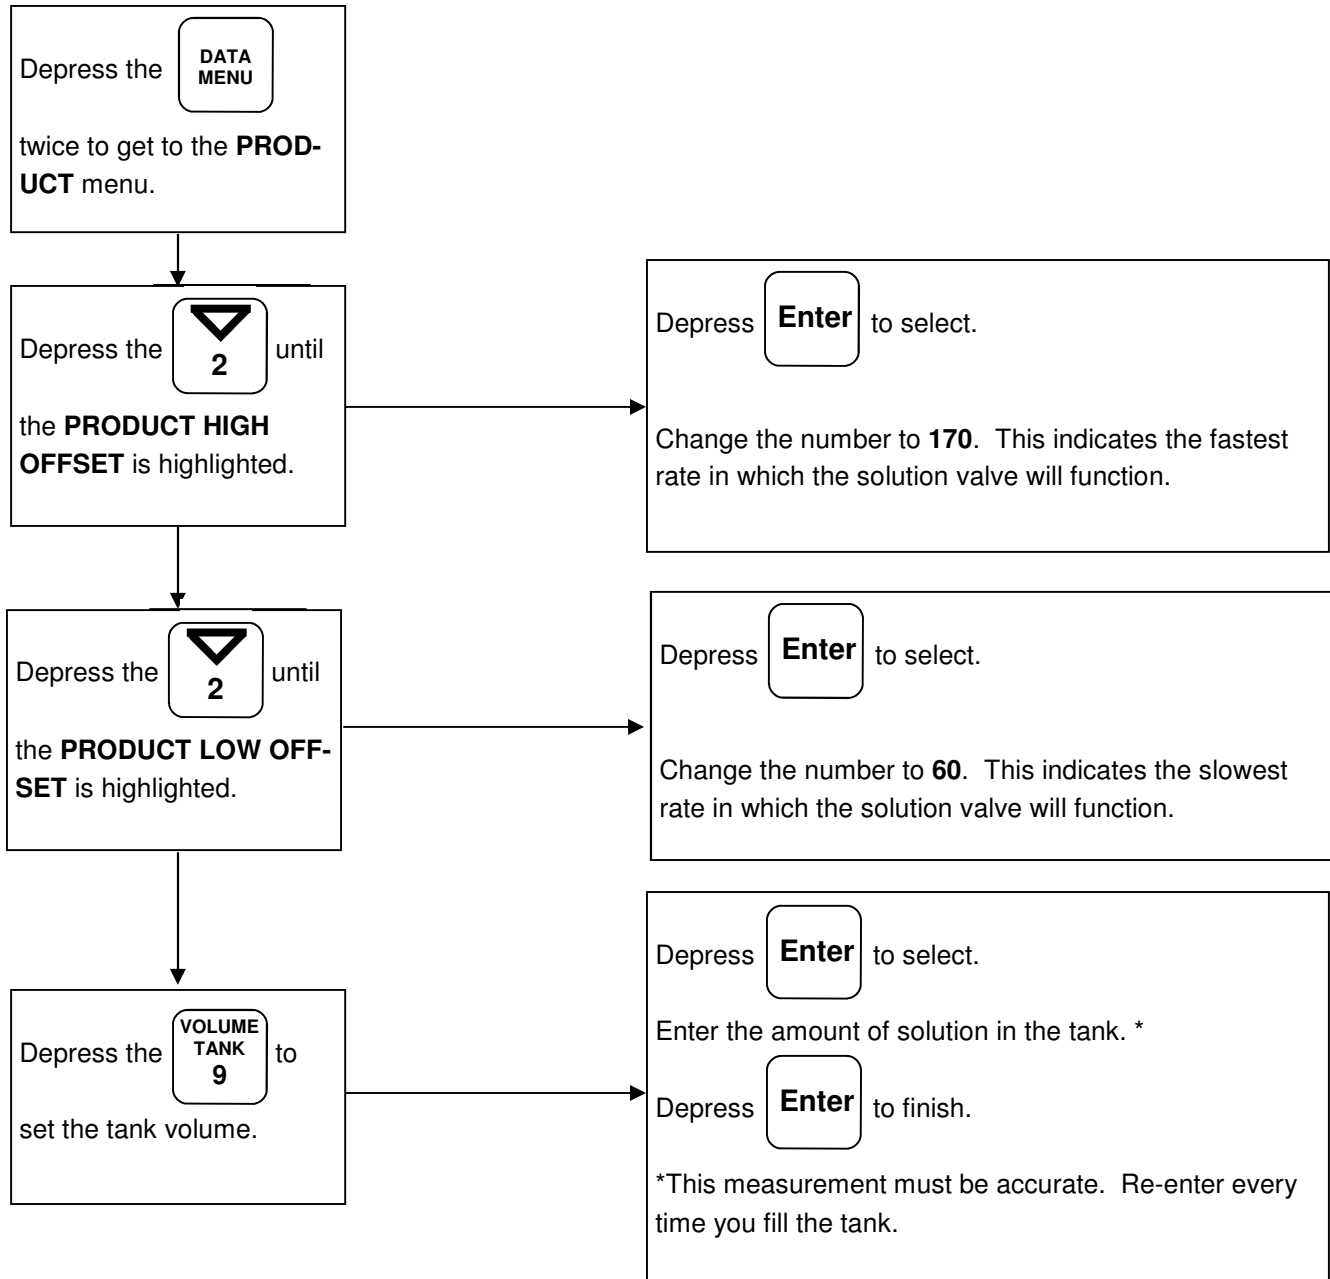 Depress the DATA MENU
twice to get to the PROD-
UCT menu.
Depress the 2 until
the PRODUCT HIGH
OFFSET is highlighted.
Depress Enter to select.
Change the number to 170. This indicates the fastest
rate in which the solution valve will function.
Depress the 2 until
the PRODUCT LOW OFF-
SET is highlighted.
Depress Enter to select.
Change the number to 60. This indicates the slowest
rate in which the solution valve will function.
Depress the VOLUME TANK 9 to
set the tank volume.
Depress Enter to select.
Enter the amount of solution in the tank. *
Depress Enter to finish.
*This measurement must be accurate. Re-enter every
time you fill the tank.